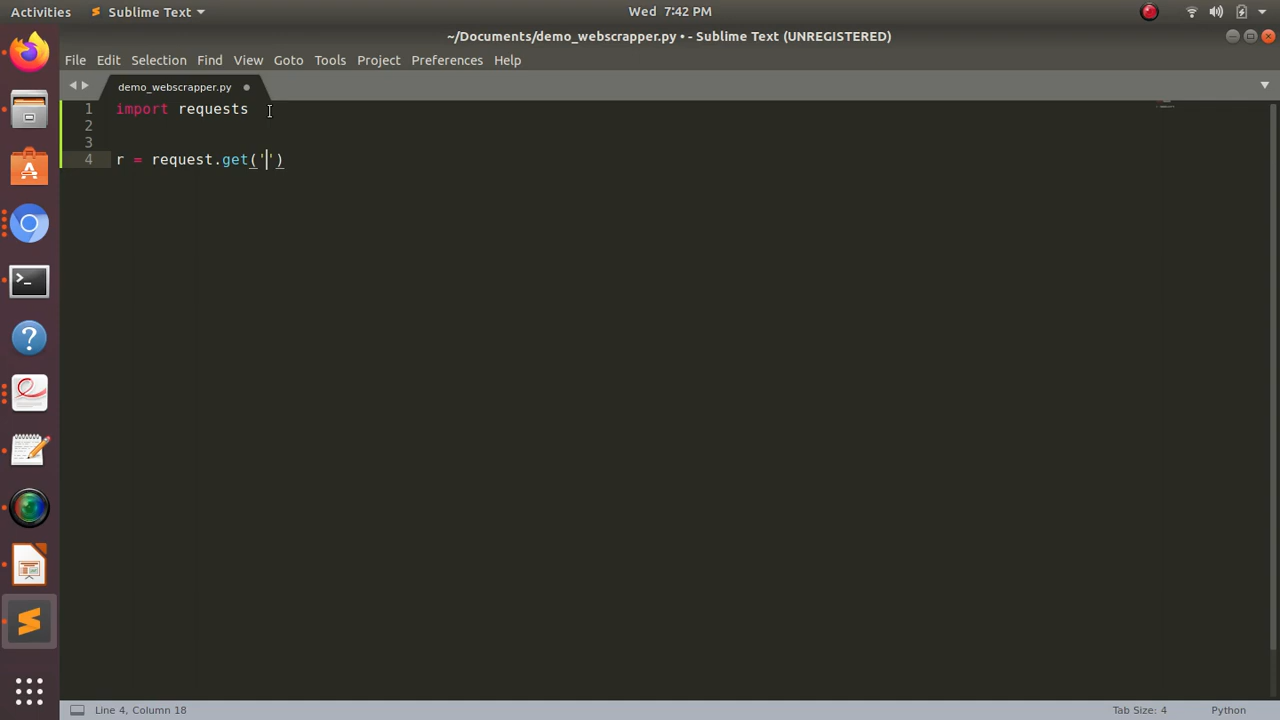 Activities Sublime Text Wed 7:42 PM
~/Documents/demo_webscrapper.py • - Sublime Text (UNREGISTERED)
File Edit Selection Find View Goto Tools Project Preferences Help
demo_webscrapper.py
1 import requests
2
3
4 r = request.get('')
Line 4, Column 18 Tab Size: 4 Python